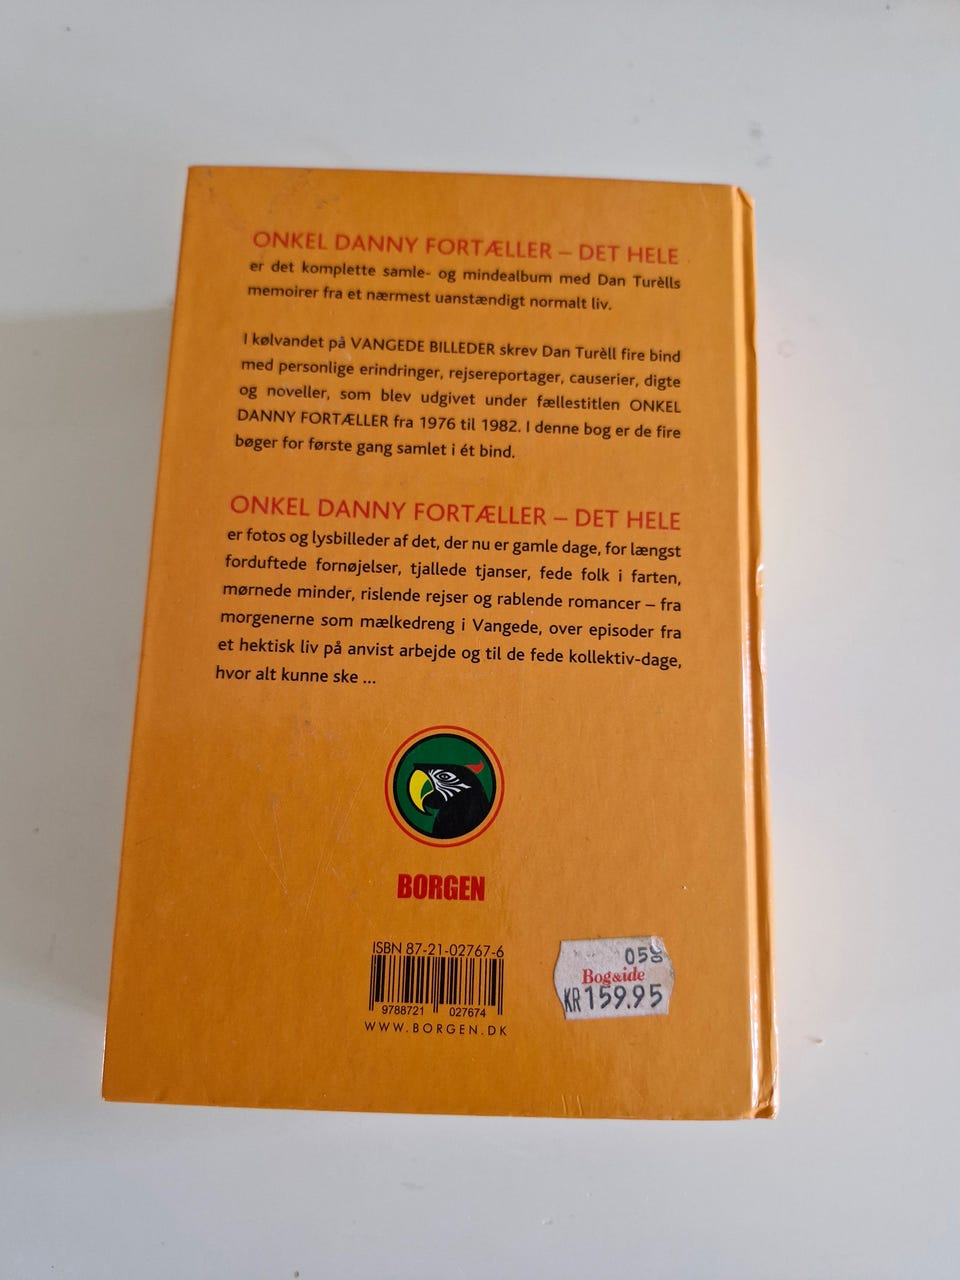 ONKEL DANNY FORTÆLLER – DET HELE
er det komplette samle- og mindealbum med Dan Turèlls
memoirer fra et nærmest uanstændigt normalt liv.
I kølvandet på VANGEDE BILLEDER skrev Dan Turèll fire bind
med personlige erindringer, rejsereportager, causerier, digte
og noveller, som blev udgivet under fællestitlen ONKEL
DANNY FORTÆLLER fra 1976 til 1982. I denne bog er de fire
bøger for første gang samlet i ét bind.
ONKEL DANNY FORTÆLLER – DET HELE
er fotos og lysbilleder af det, der nu er gamle dage, for længst
forduftede fornøjelser, tjallede tjanser, fede folk i farten,
mørnede minder, rislende rejser og rablende romancer – fra
morgenerne som mælkedreng i Vangede, over episoder fra
et hektisk liv på anvist arbejde og til de fede kollektiv-dage,
hvor alt kunne ske ...
BORGEN
ISBN 87-21-02767-6
9788721 027674
WWW.BORGEN.DK
Bog&ide
KR 159.95